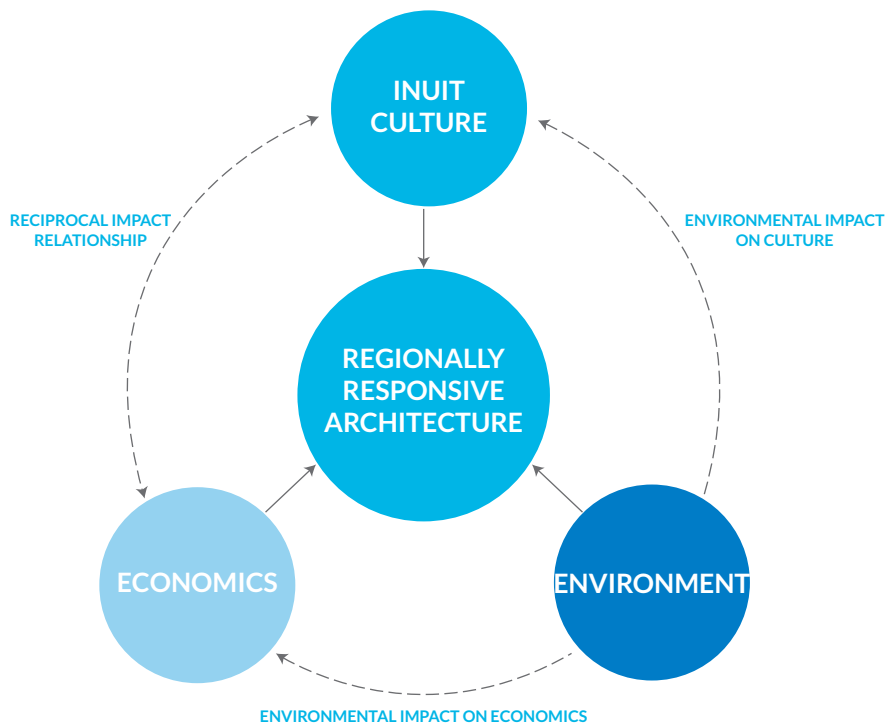 INUIT
CULTURE
RECIPROCAL IMPACT
RELATIONSHIP
ENVIRONMENTAL IMPACT
ON CULTURE
REGIONALLY
RESPONSIVE
ARCHITECTURE
ECONOMICS
ENVIRONMENT
ENVIRONMENTAL IMPACT ON ECONOMICS